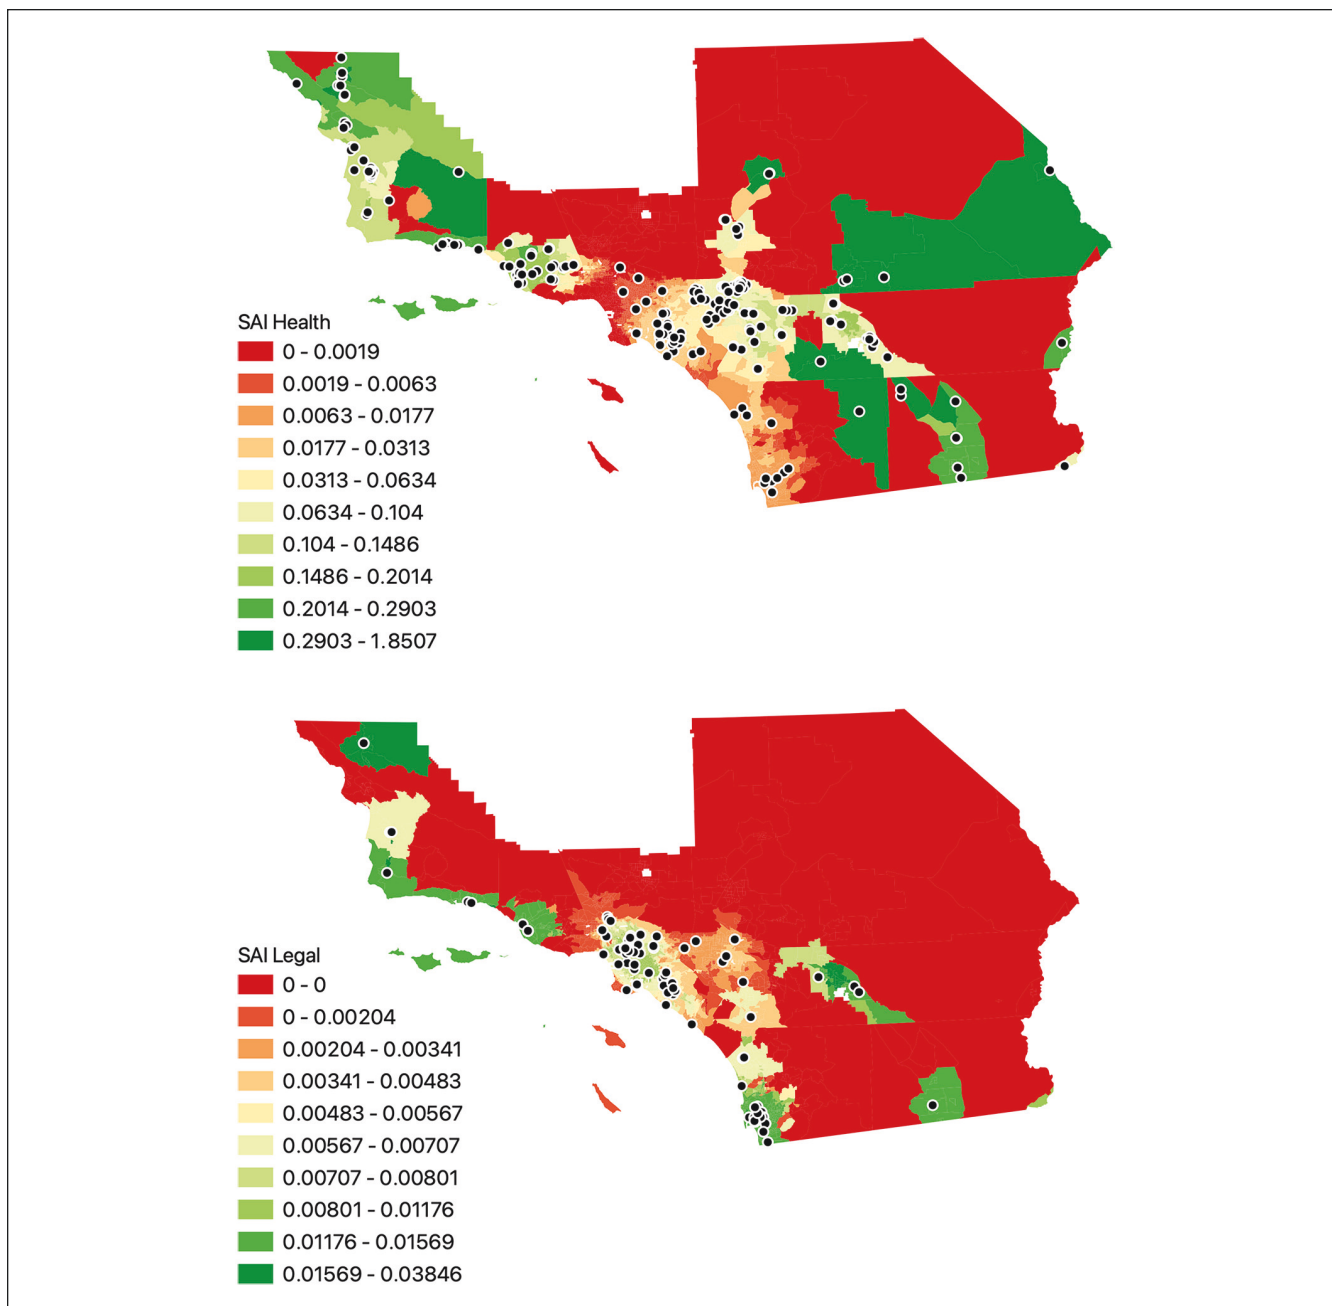 SAI Health
0 - 0.0019
0.0019 - 0.0063
0.0063 - 0.0177
0.0177 - 0.0313
0.0313 - 0.0634
0.0634 - 0.104
0.104 - 0.1486
0.1486 - 0.2014
0.2014 - 0.2903
0.2903 - 1.8507
SAI Legal
0 - 0
0 - 0.00204
0.00204 - 0.00341
0.00341 - 0.00483
0.00483 - 0.00567
0.00567 - 0.00707
0.00707 - 0.00801
0.00801 - 0.01176
0.01176 - 0.01569
0.01569 - 0.03846